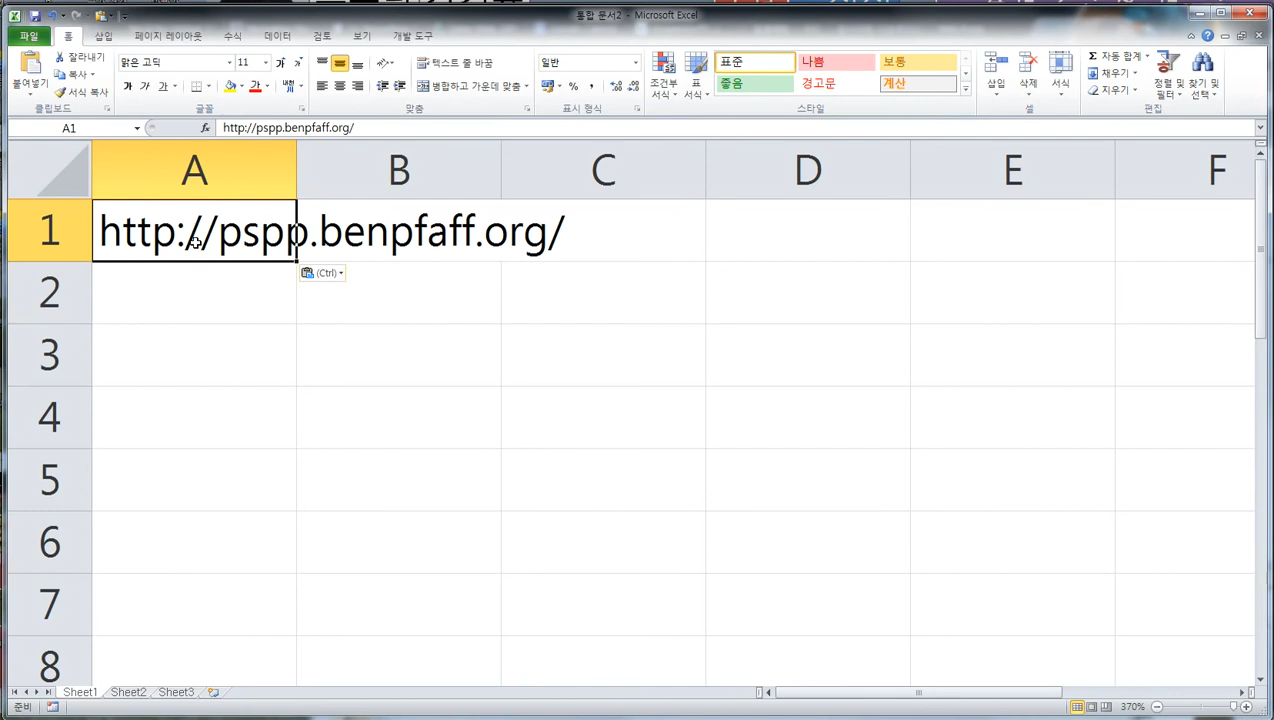 통합 문서2 - Microsoft Excel
파일 홈 삽입 페이지 레이아웃 수식 데이터 검토 보기 개발 도구
잘라내기 맑은 고딕 11 텍스트 줄 바꿈 일반 표준 나쁨 보통 자동 합계
붙여넣기 복사 조건부 서식 표 서식 삽입 삭제 서식 채우기 정렬 및 필터 찾기 및 선택
서식 복사 가 가 가 가 병합하고 가운데 맞춤 % , 좋음 경고문 계산 지우기
클립보드 글꼴 맞춤 표시 형식 스타일 셀 편집
A1 fx http://pspp.benpfaff.org/
A B C D E F
1 http://pspp.benpfaff.org/
(Ctrl)
2
3
4
5
6
7
8
Sheet1 Sheet2 Sheet3
준비 370%